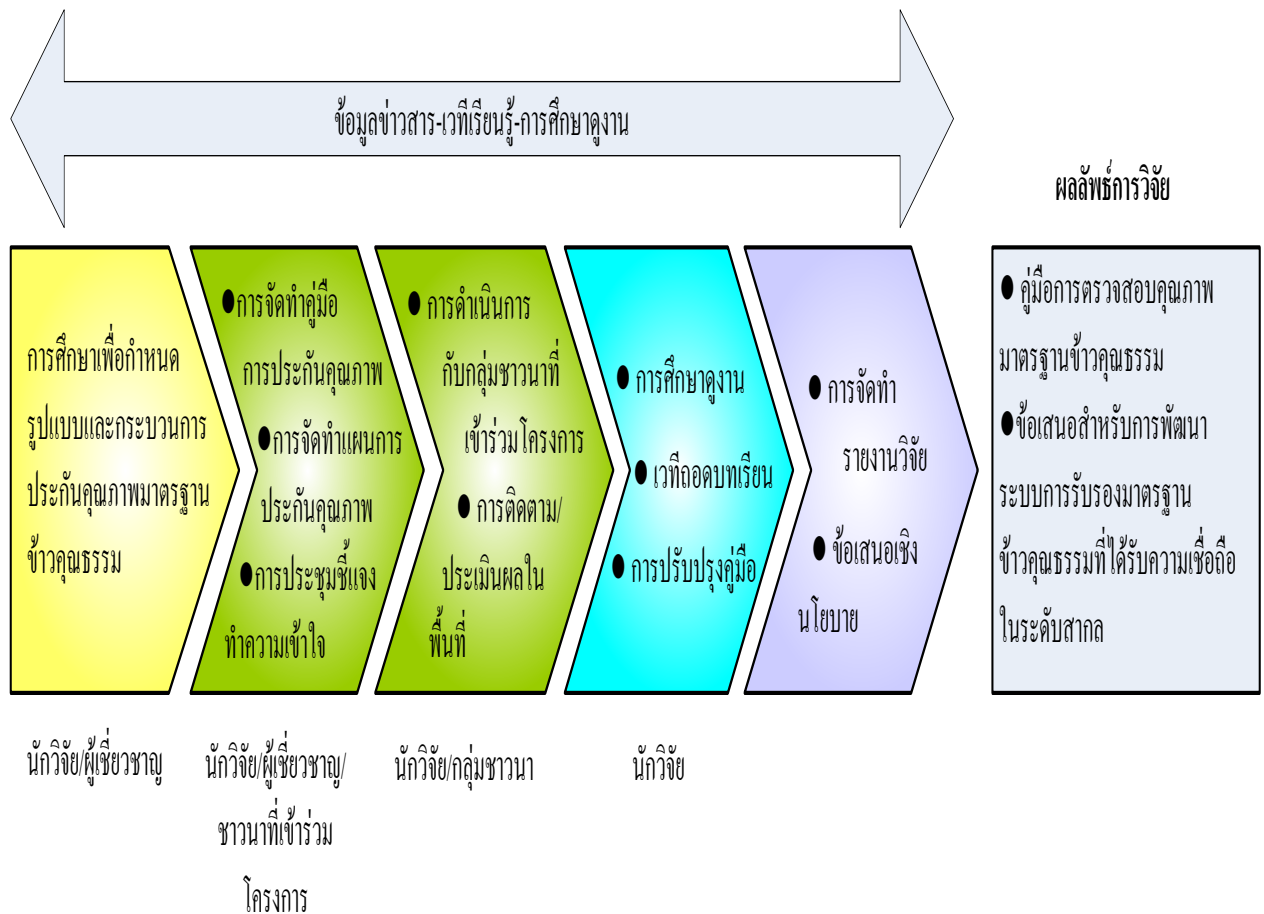 ข้อมูลข่าวสาร-เวทีเรียนรู้-การศึกษาดูงาน
การศึกษาเพื่อกำหนด
รูปแบบและกระบวนการ
ประกันคุณภาพมาตรฐาน
ข้าวคุณธรรม
●การจัดทำคู่มือ
การประกันคุณภาพ
●การจัดทำแผนการ
ประกันคุณภาพ
●การประชุมชี้แจง
ทำความเข้าใจ
● การดำเนินการ
กับกลุ่มชาวนาที่
เข้าร่วมโครงการ
● การติดตาม/
ประเมินผลใน
พื้นที่
● การศึกษาดูงาน
● เวทีถอดบทเรียน
● การปรับปรุงคู่มือ
● การจัดทำ
รายงานวิจัย
● ข้อเสนอเชิง
นโยบาย
ผลลัพธ์การวิจัย
● คู่มือการตรวจสอบคุณภาพ
มาตรฐานข้าวคุณธรรม
●ข้อเสนอสำหรับการพัฒนา
ระบบการรับรองมาตรฐาน
ข้าวคุณธรรมที่ได้รับความเชื่อถือ
ในระดับสากล
นักวิจัย/ผู้เชี่ยวชาญ
นักวิจัย/ผู้เชี่ยวชาญ/
ชาวนาที่เข้าร่วม
โครงการ
นักวิจัย/กลุ่มชาวนา
นักวิจัย